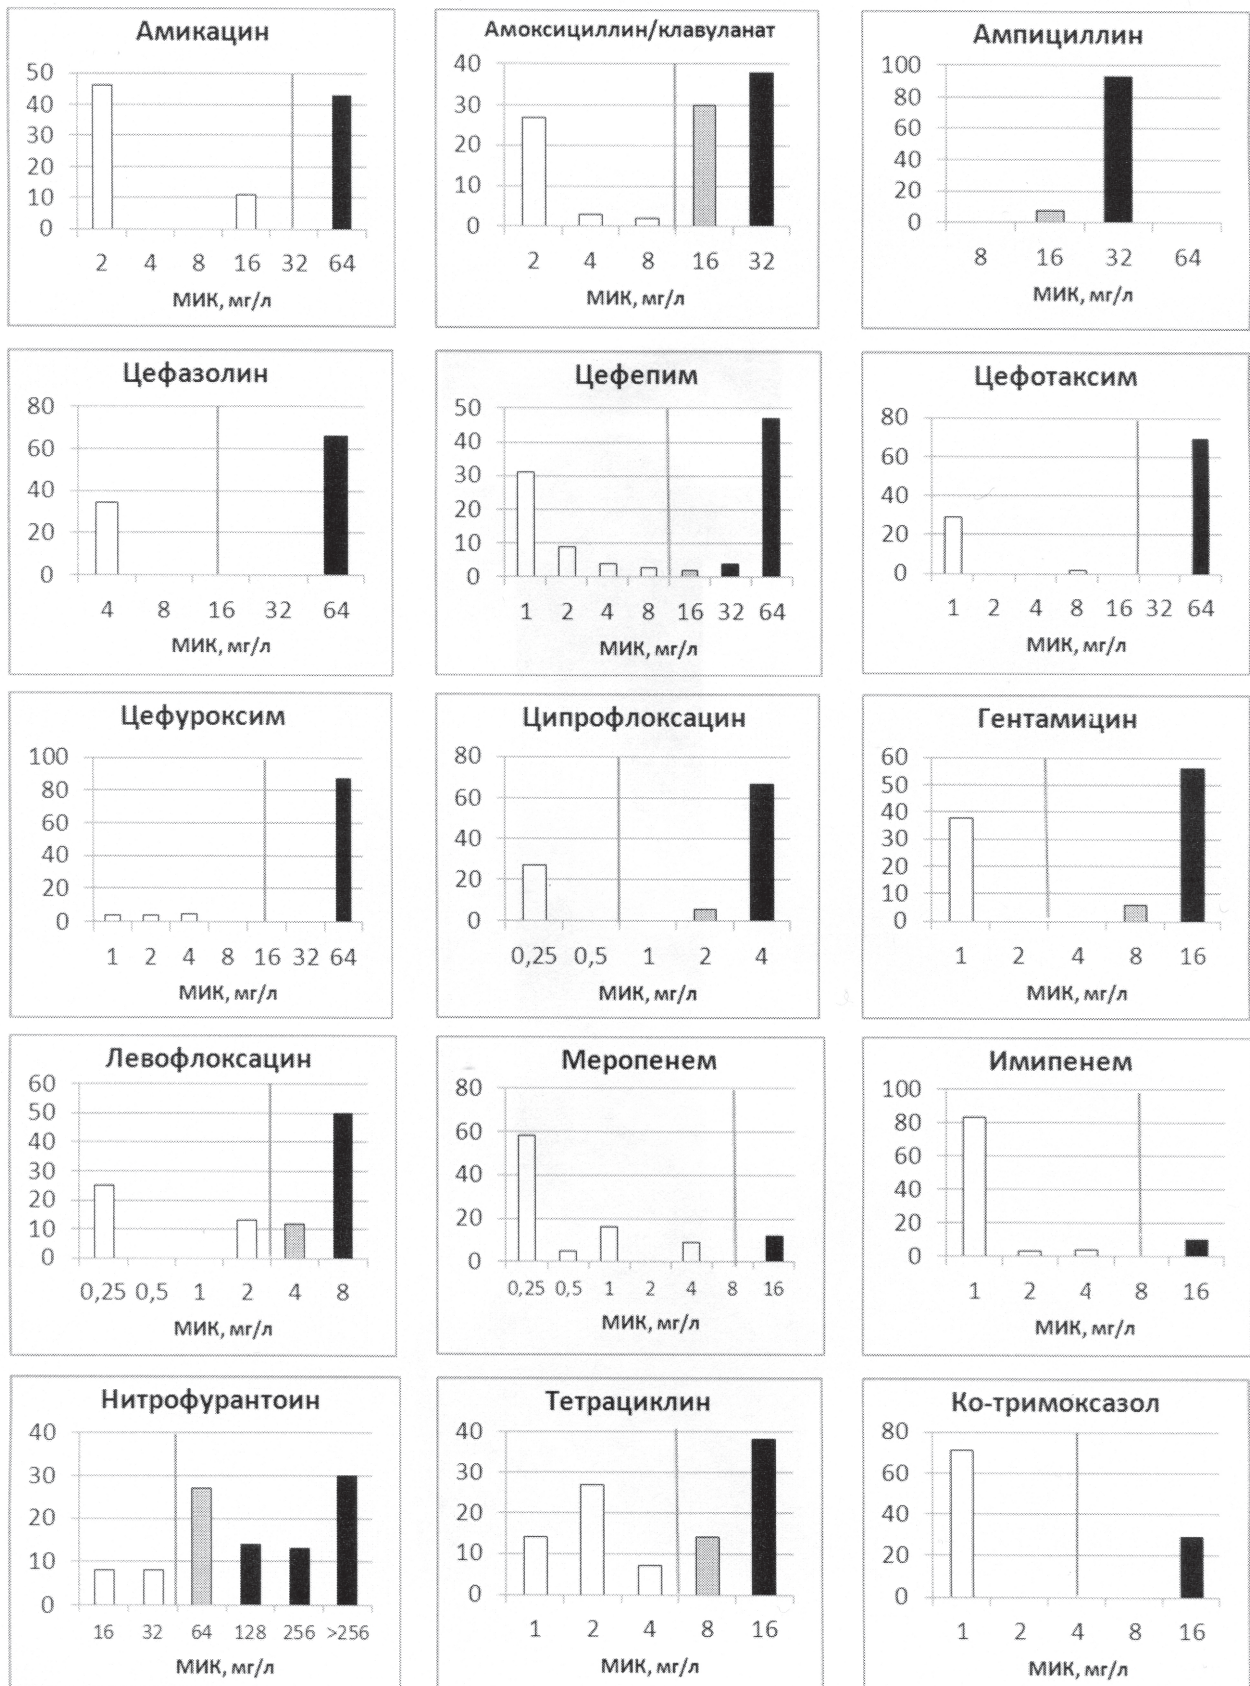 Амикацин
50
40
30
20
10
0
2 4 8 16 32 64
МИК, мг/л
Амоксициллин/клавуланат
40
30
20
10
0
2 4 8 16 32
МИК, мг/л
Ампициллин
100
80
60
40
20
0
8 16 32 64
МИК, мг/л
Цефазолин
80
60
40
20
0
4 8 16 32 64
МИК, мг/л
Цефепим
50
40
30
20
10
0
1 2 4 8 16 32 64
МИК, мг/л
Цефотаксим
80
60
40
20
0
1 2 4 8 16 32 64
МИК, мг/л
Цефуроксим
100
80
60
40
20
0
1 2 4 8 16 32 64
МИК, мг/л
Ципрофлоксацин
80
60
40
20
0
0,25 0,5 1 2 4
МИК, мг/л
Гентамицин
60
50
40
30
20
10
0
1 2 4 8 16
МИК, мг/л
Левофлоксацин
60
50
40
30
20
10
0
0,25 0,5 1 2 4 8
МИК, мг/л
Меропенем
80
60
40
20
0
0,25 0,5 1 2 4 8 16
МИК, мг/л
Имипенем
100
80
60
40
20
0
1 2 4 8 16
МИК, мг/л
Нитрофурантоин
40
30
20
10
0
16 32 64 128 256 >256
МИК, мг/л
Тетрациклин
40
30
20
10
0
1 2 4 8 16
МИК, мг/л
Ко-тримоксазол
80
60
40
20
0
1 2 4 8 16
МИК, мг/л